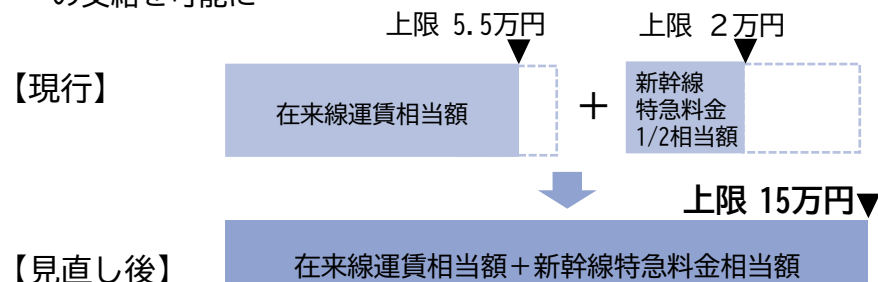 の支給を可能に
上限 5.5万円
上限 2万円
【現行】
在来線運賃相当額
＋
新幹線
特急料金
1/2相当額
上限 15万円
【見直し後】
在来線運賃相当額＋新幹線特急料金相当額